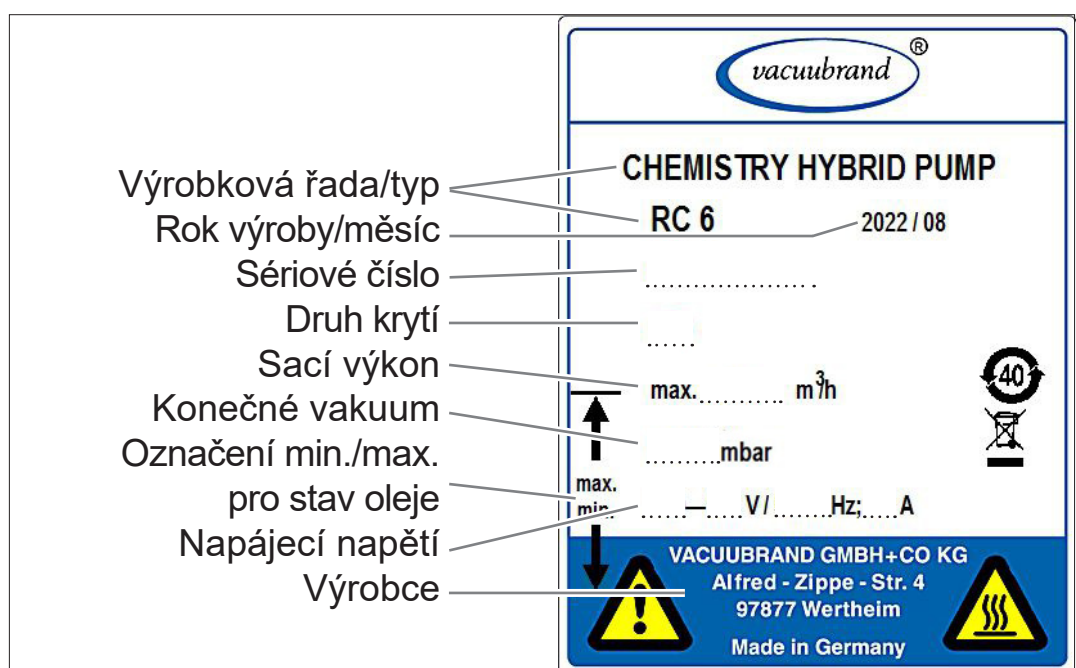 Výrobková řada/typ
Rok výroby/měsíc
Sériové číslo
Druh krytí
Sací výkon
Konečné vakuum
Označení min./max.
pro stav oleje
Napájecí napětí
Výrobce
vacuubrand ®
CHEMISTRY HYBRID PUMP
RC 6 2022 / 08
...................
......
max. .......... m³/h
40
........mbar
max.
min.
.....—....V / .......Hz;....A
VACUUBRAND GMBH+CO KG
Alfred - Zippe - Str. 4
97877 Wertheim
Made in Germany